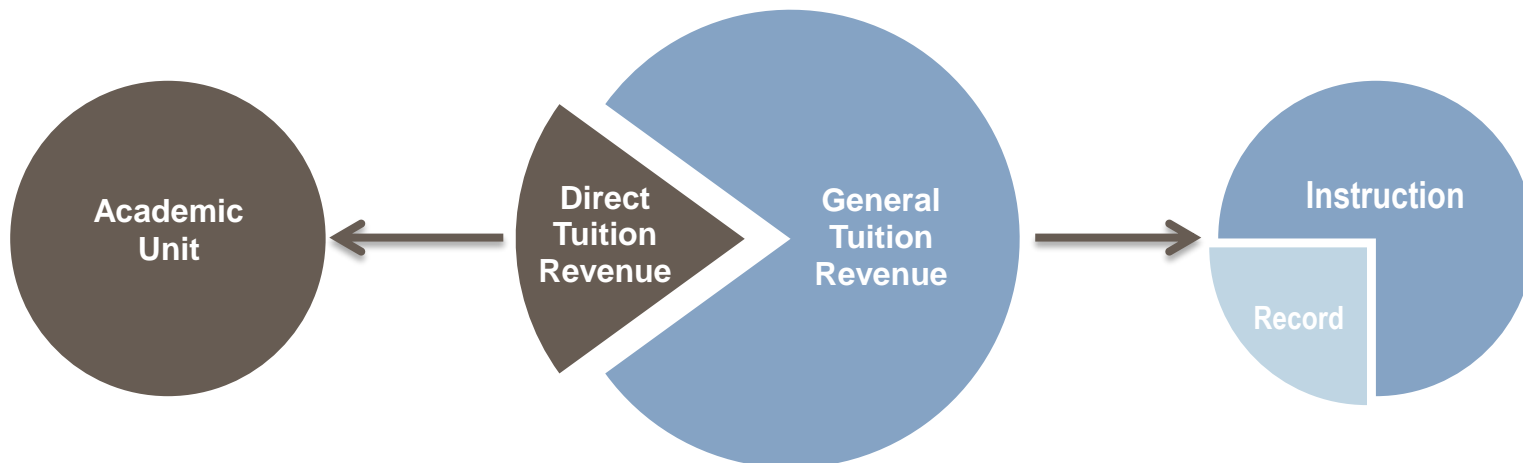 Academic
Unit
Direct
Tuition
Revenue
General
Tuition
Revenue
Instruction
Record